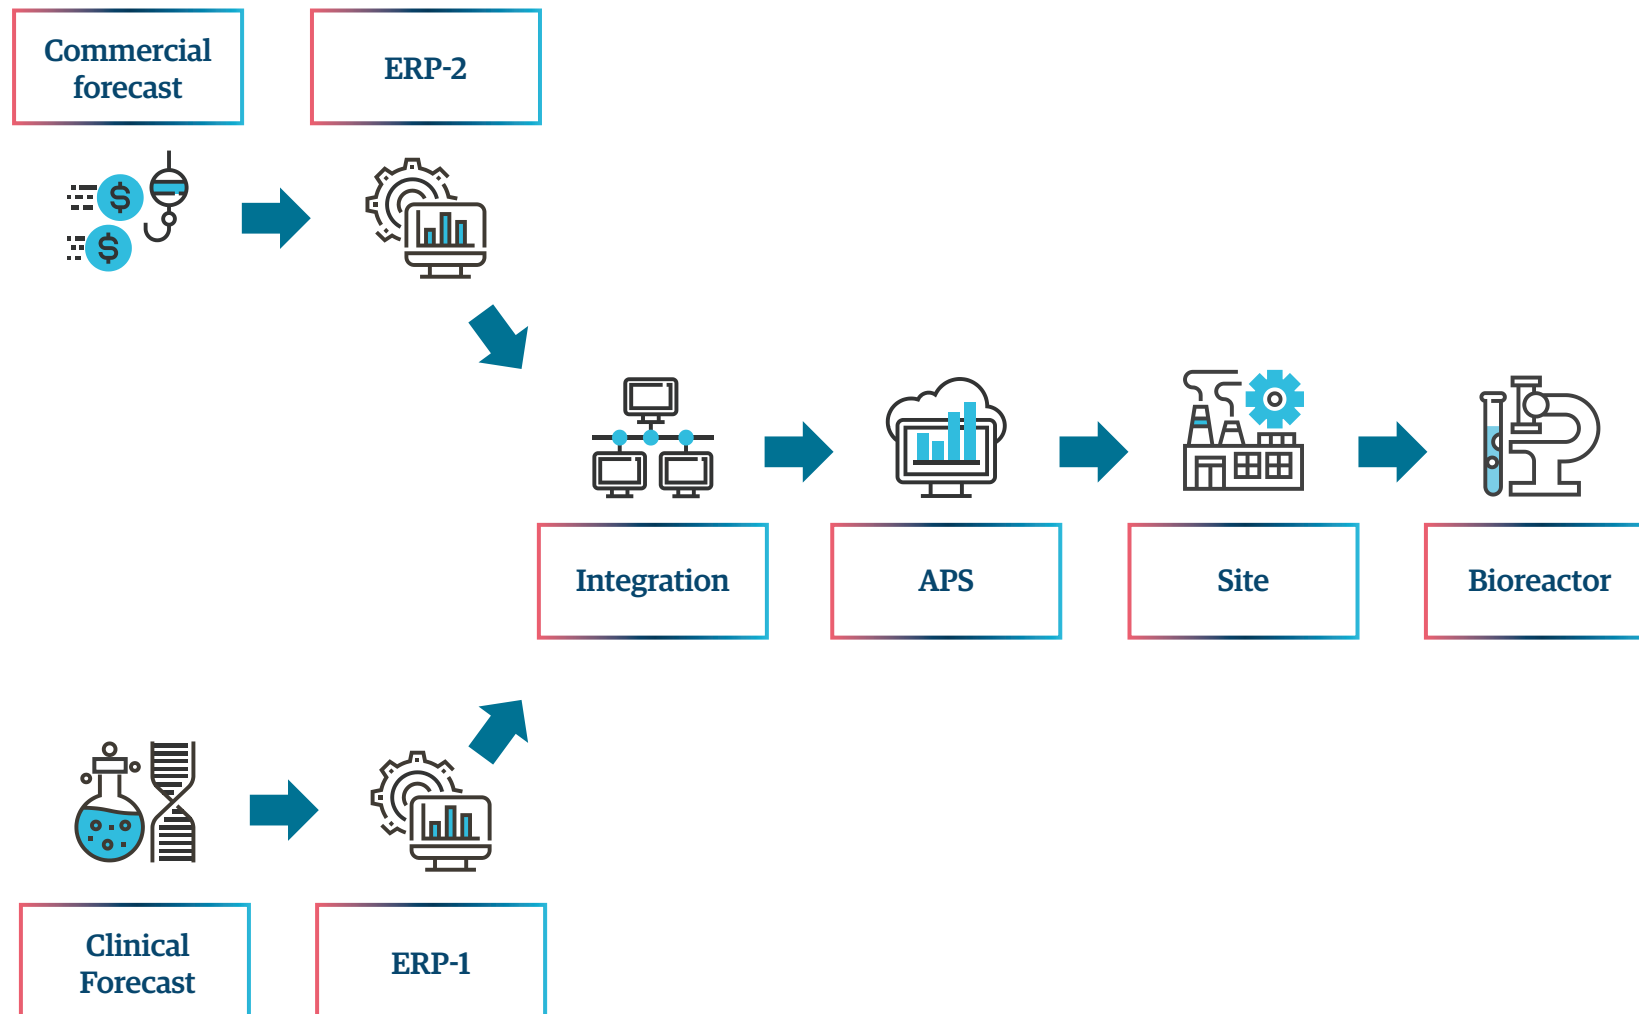 Commercial
forecast
ERP-2
$
$
Integration
APS
Site
Bioreactor
Clinical
Forecast
ERP-1